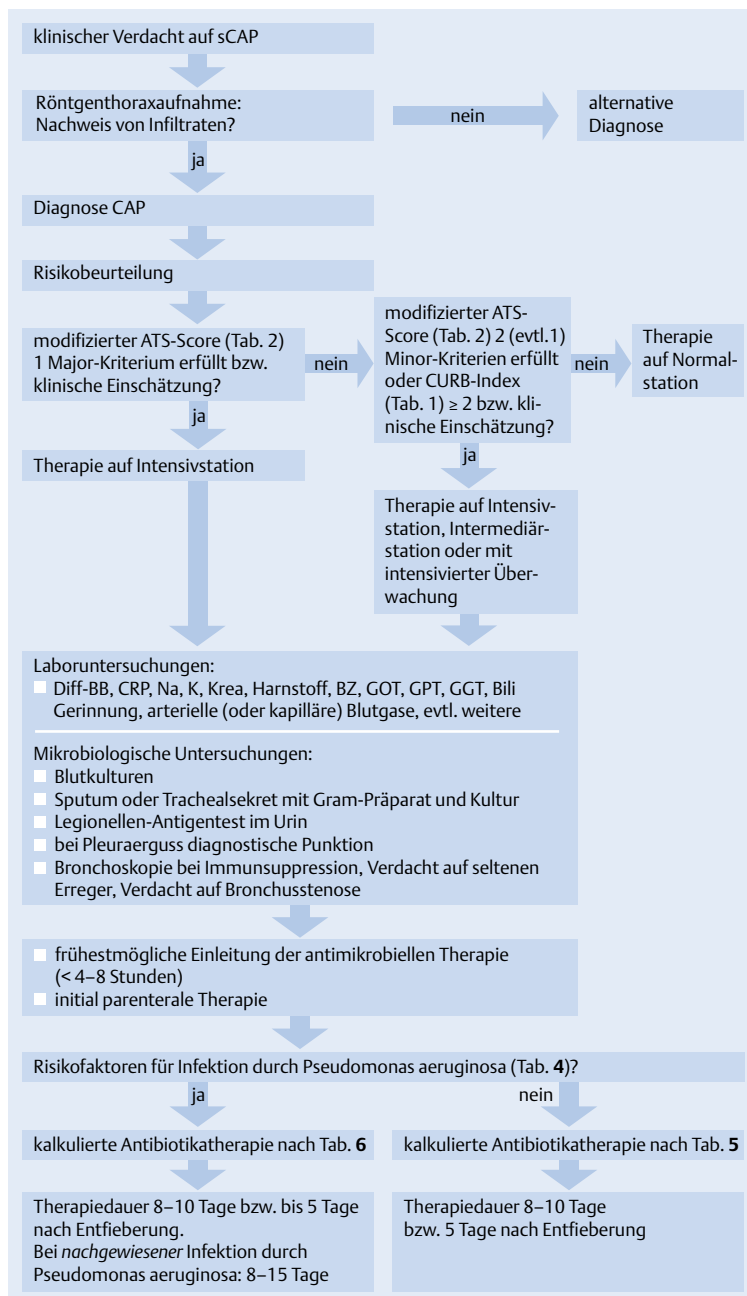 klinischer Verdacht auf sCAP
Röntgenthoraxaufnahme:
Nachweis von Infiltraten?
nein
alternative
Diagnose
ja
Diagnose CAP
Risikobeurteilung
modifizierter ATS-Score (Tab. 2)
1 Major-Kriterium erfüllt bzw.
klinische Einschätzung?
nein
modifizierter ATS-
Score (Tab. 2) 2 (evtl.1)
Minor-Kriterien erfüllt
oder CURB-Index
(Tab. 1) ≥ 2 bzw. kli-
nische Einschätzung?
nein
Therapie
auf Normal-
station
ja
Therapie auf Intensivstation
ja
Therapie auf Intensiv-
station, Intermediär-
station oder mit
intensivierter Über-
wachung
Laboruntersuchungen:
Diff-BB, CRP, Na, K, Krea, Harnstoff, BZ, GOT, GPT, GGT, Bili
Gerinnung, arterielle (oder kapilläre) Blutgase, evtl. weitere
Mikrobiologische Untersuchungen:
Blutkulturen
Sputum oder Trachealsekret mit Gram-Präparat und Kultur
Legionellen-Antigentest im Urin
bei Pleuraerguss diagnostische Punktion
Bronchoskopie bei Immunsuppression, Verdacht auf seltenen
Erreger, Verdacht auf Bronchusstenose
frühestmögliche Einleitung der antimikrobiellen Therapie
(< 4–8 Stunden)
initial parenterale Therapie
Risikofaktoren für Infektion durch Pseudomonas aeruginosa (Tab. 4)?
ja
nein
kalkulierte Antibiotikatherapie nach Tab. 6
kalkulierte Antibiotikatherapie nach Tab. 5
Therapiedauer 8–10 Tage bzw. bis 5 Tage
nach Entfieberung.
Bei nachgewiesener Infektion durch
Pseudomonas aeruginosa: 8–15 Tage
Therapiedauer 8–10 Tage
bzw. 5 Tage nach Entfieberung